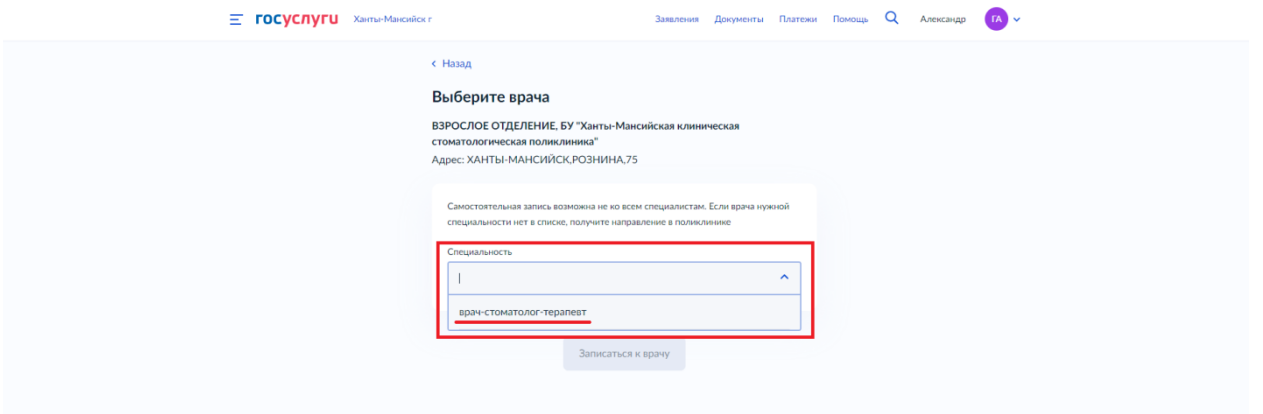 госуслуги Ханты-Мансийск г Заявления Документы Платежи Помощь Александр ГА
Назад
Выберите врача
ВЗРОСЛОЕ ОТДЕЛЕНИЕ, БУ "Ханты-Мансийская клиническая
стоматологическая поликлиника"
Адрес: ХАНТЫ-МАНСИЙСК,РОЗНИНА,75
Самостоятельная запись возможна не ко всем специалистам. Если врача нужной
специальности нет в списке, получите направление в поликлинике
Специальность
врач-стоматолог-терапевт
Записаться к врачу